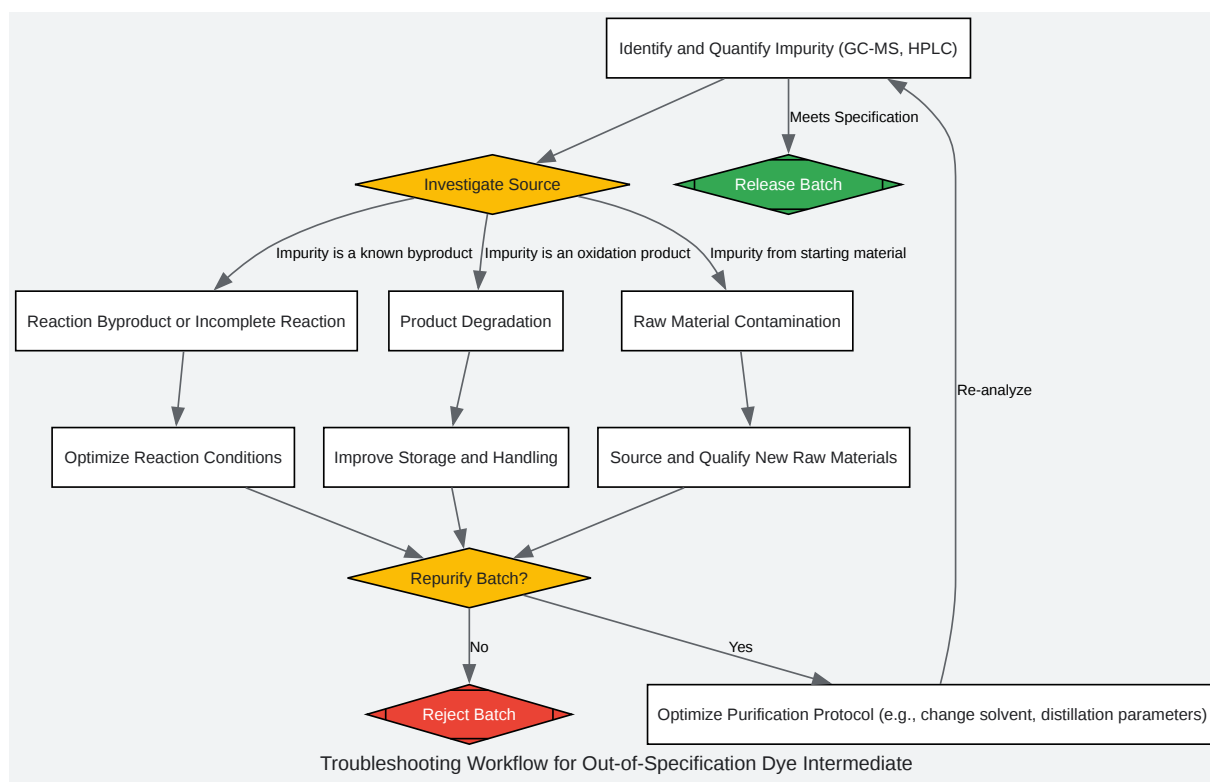 Identify and Quantify Impurity (GC-MS, HPLC)
Meets Specification
Investigate Source
Release Batch
Impurity is a known byproduct
Impurity is an oxidation product
Impurity from starting material
Reaction Byproduct or Incomplete Reaction
Product Degradation
Raw Material Contamination
Re-analyze
Optimize Reaction Conditions
Improve Storage and Handling
Source and Qualify New Raw Materials
Repurify Batch?
No
Yes
Reject Batch
Optimize Purification Protocol (e.g., change solvent, distillation parameters)
Troubleshooting Workflow for Out-of-Specification Dye Intermediate